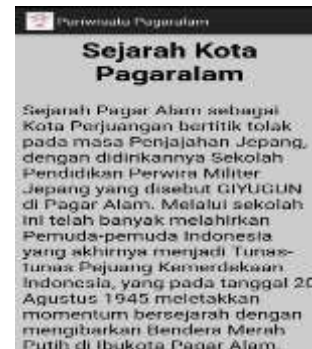 Pariwisata Pagaralam
Sejarah Kota
Pagaralam
Sejarah Pagar Alam sebagai
Kota Perjuangan bertitik tolak
pada masa Penjajahan Jepang,
dengan didirikannya Sekolah
Pendidikan Perwira Militer
Jepang yang disebut GIYUGUN
di Pagar Alam. Melalui sekolah
ini telah banyak melahirkan
Pemuda-pemuda Indonesia
yang akhirnya menjadi Tunas-
tunas Pejuang Kemerdekaan
Indonesia, yang pada tanggal 20
Agustus 1945 meletakkan
momentum bersejarah dengan
mengibarkan Bendera Merah
Putih di Ibukota Pagar Alam